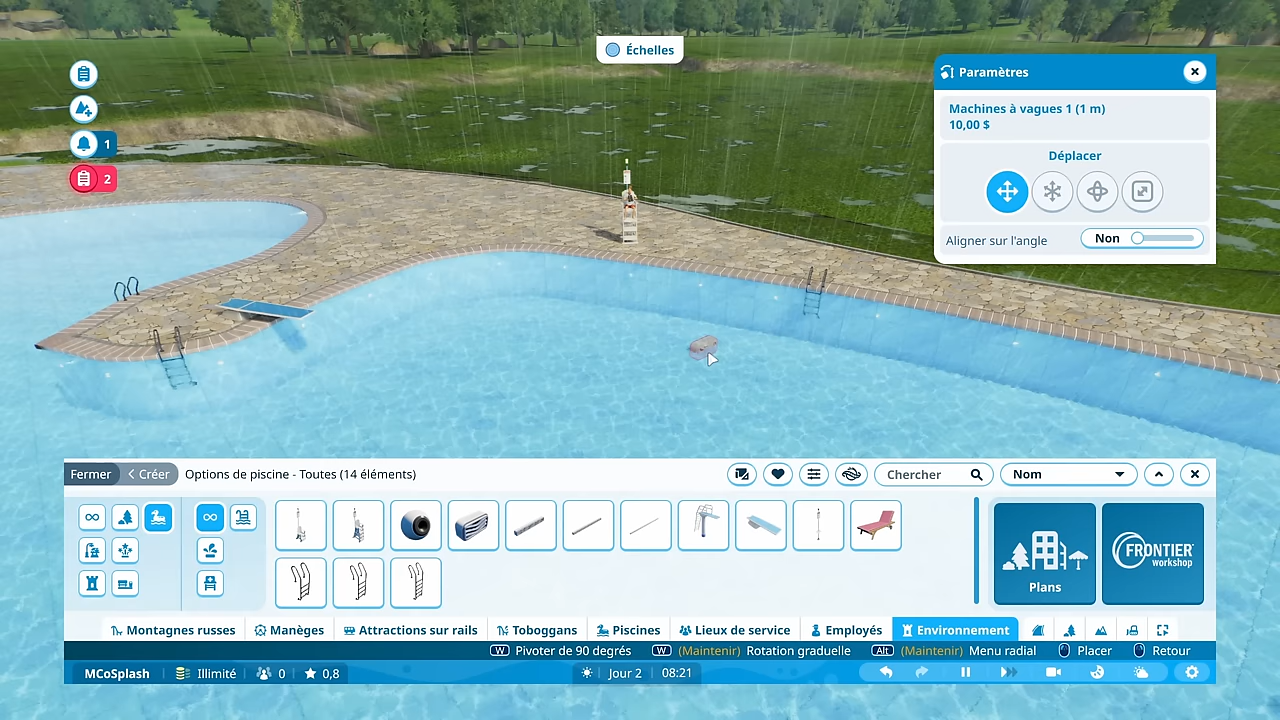 Échelles
Paramètres
Machines à vagues 1 (1 m)
10,00 $
Déplacer
Aligner sur l'angle
Non
1
2
Fermer
Créer
Options de piscine - Toutes (14 éléments)
Chercher
Nom
Plans
FRONTIER
workshop
Montagnes russes
Manèges
Attractions sur rails
Toboggans
Piscines
Lieux de service
Employés
Environnement
W Pivoter de 90 degrés
W (Maintenir) Rotation graduelle
Alt (Maintenir) Menu radial
Placer
Retour
MCoSplash
Illimité
0
0,8
Jour 2
08:21